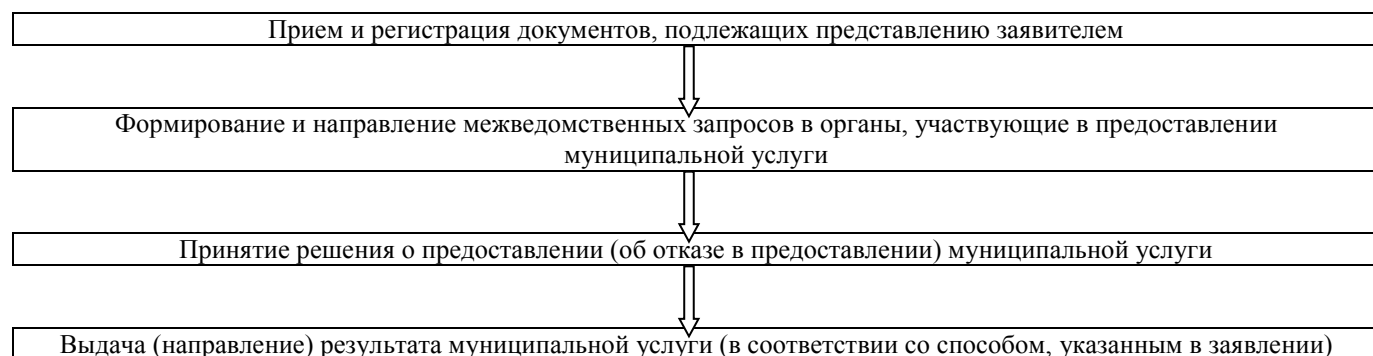 Прием и регистрация документов, подлежащих представлению заявителем
Формирование и направление межведомственных запросов в органы, участвующие в предоставлении
муниципальной услуги
Принятие решения о предоставлении (об отказе в предоставлении) муниципальной услуги
Выдача (направление) результата муниципальной услуги (в соответствии со способом, указанным в заявлении)